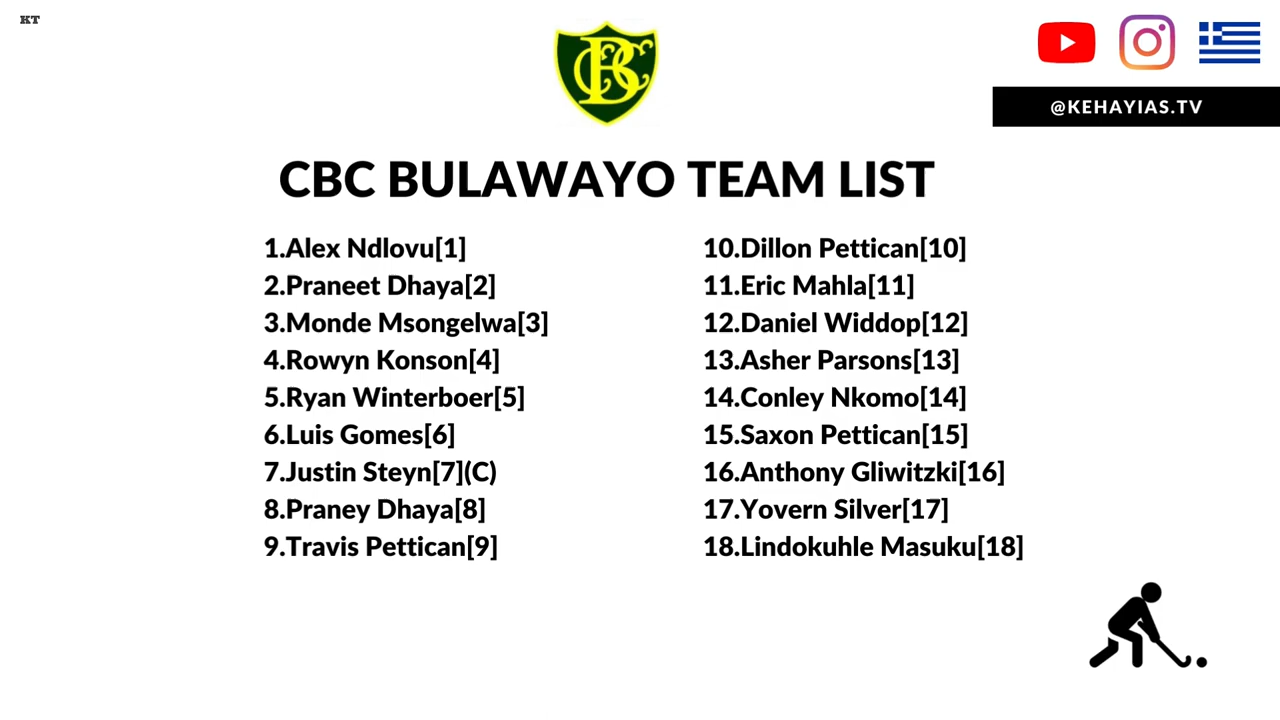 KT
CBC
@KEHAYIAS.TV
CBC BULAWAYO TEAM LIST
1.Alex Ndlovu[1]
2.Praneet Dhaya[2]
3.Monde Msongelwa[3]
4.Rowyn Konson[4]
5.Ryan Winterboer[5]
6.Luis Gomes[6]
7.Justin Steyn[7](C)
8.Praney Dhaya[8]
9.Travis Pettican[9]
10.Dillon Pettican[10]
11.Eric Mahla[11]
12.Daniel Widdop[12]
13.Asher Parsons[13]
14.Conley Nkomo[14]
15.Saxon Pettican[15]
16.Anthony Gliwitzki[16]
17.Yovern Silver[17]
18.Lindokuhle Masuku[18]